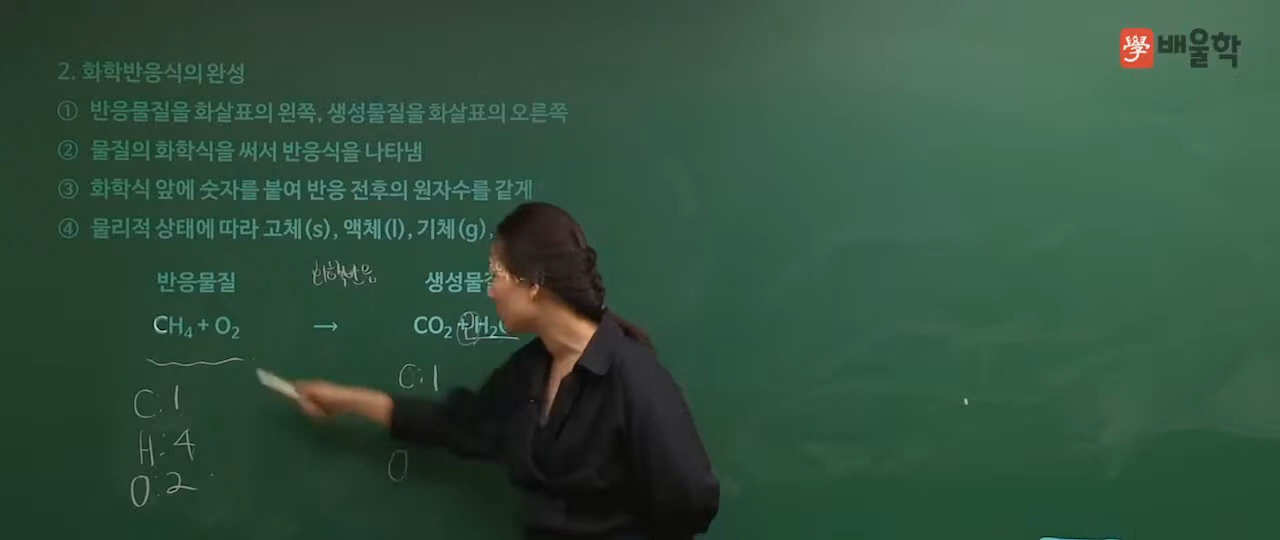 學 배울학
2. 화학반응식의 완성
① 반응물질을 화살표의 왼쪽, 생성물질을 화살표의 오른쪽
② 물질의 화학식을 써서 반응식을 나타냄
③ 화학식 앞에 숫자를 붙여 반응 전후의 원자수를 같게
④ 물리적 상태에 따라 고체(s), 액체(l), 기체(g),
반응물질 화학반응 생성물질
CH₄ + O₂ → CO₂ + 2H₂O
C:1 C:1
H:4
O:2 O